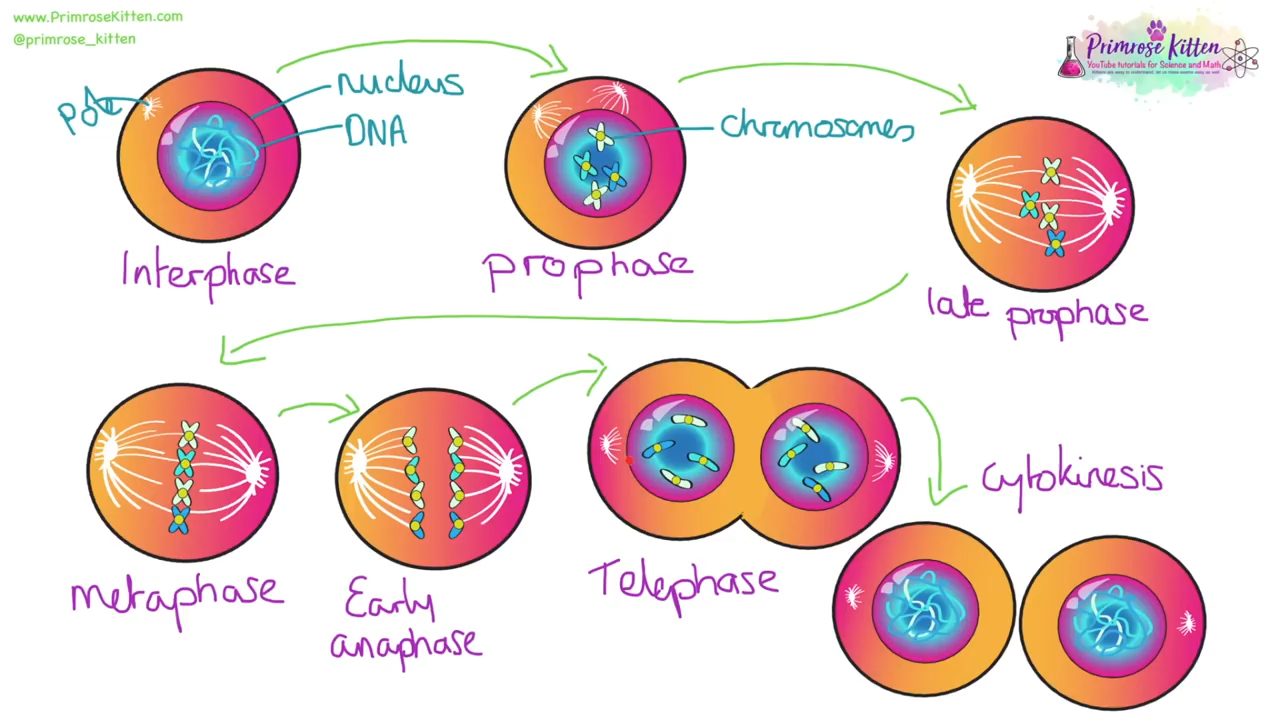 www.PrimroseKitten.com
@primrose_kitten
Primrose Kitten
YouTube tutorials for Science and Math
Pole
nucleus
DNA
chromosomes
Interphase
prophase
late prophase
metaphase
Early
anaphase
Telephase
Cytokinesis